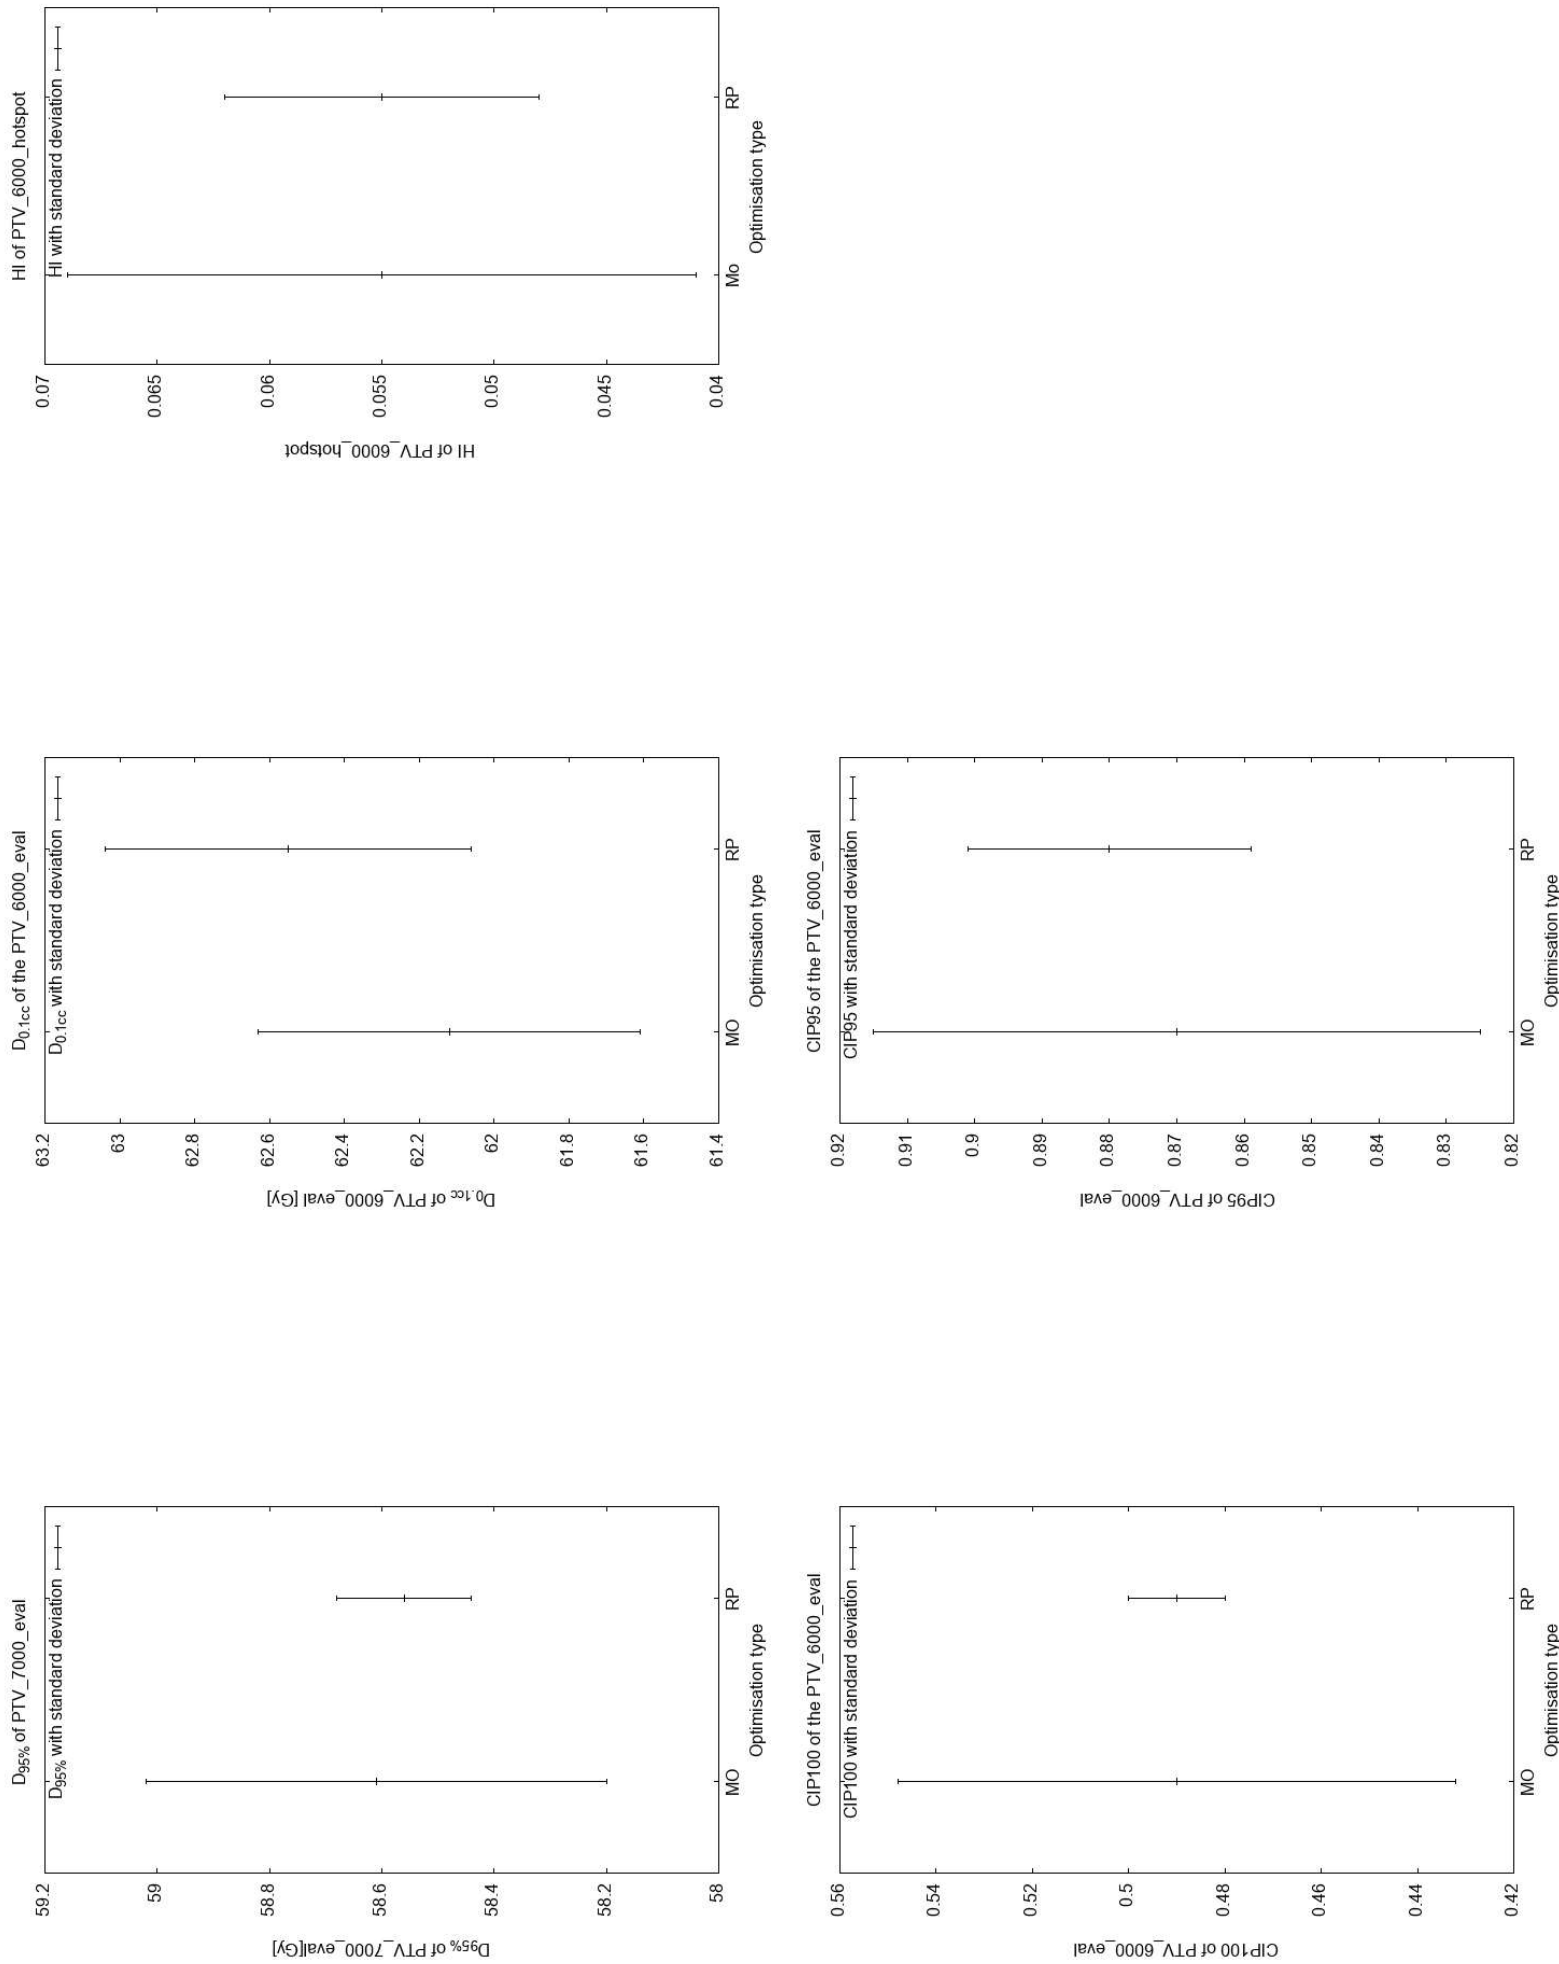 D95% of PTV_7000_eval
D95% with standard deviation
59.2
59
58.8
58.6
58.4
58.2
58
D95% of PTV_7000_eval[Gy]
MO RP
Optimisation type
D0.1cc of the PTV_6000_eval
D0.1cc with standard deviation
63.2
63
62.8
62.6
62.4
62.2
62
61.8
61.6
61.4
D0.1cc of PTV_6000_eval [Gy]
MO RP
Optimisation type
HI of PTV_6000_hotspot
HI with standard deviation
0.07
0.065
0.06
0.055
0.05
0.045
0.04
HI of PTV_6000_hotspot
Mo RP
Optimisation type
CIP100 of the PTV_6000_eval
CIP100 with standard deviation
0.56
0.54
0.52
0.5
0.48
0.46
0.444
0.442
CIP100 of PTV_6000_eval
MO RP
Optimisation type
CIP95 of the PTV_6000_eval
CIP95 with standard deviation
0.92
0.91
0.9
0.89
0.88
0.87
0.86
0.85
0.84
0.83
0.82
CIP95 of PTV_6000_eval
MO RP
Optimisation type